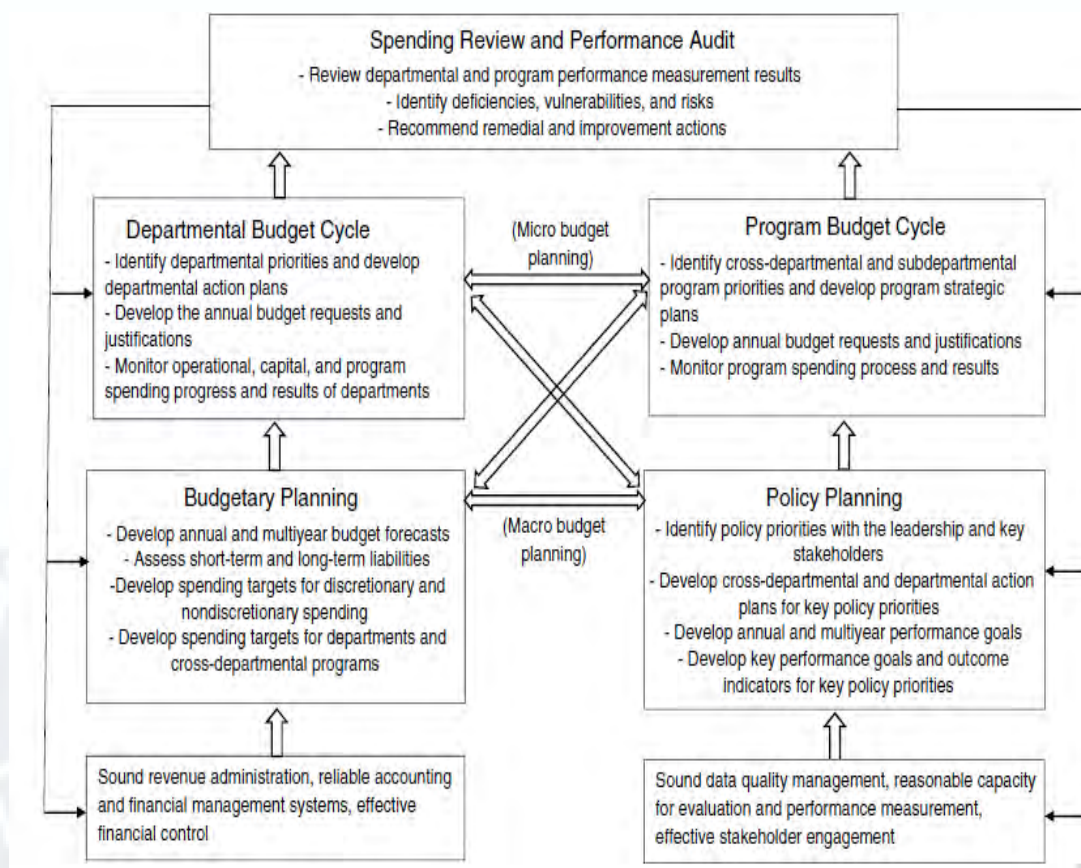 Spending Review and Performance Audit
- Review departmental and program performance measurement results
- Identify deficiencies, vulnerabilities, and risks
- Recommend remedial and improvement actions
Departmental Budget Cycle
- Identify departmental priorities and develop
departmental action plans
- Develop the annual budget requests and
justifications
- Monitor operational, capital, and program
spending progress and results of departments
(Micro budget
planning)
Program Budget Cycle
- Identify cross-departmental and subdepartmental
program priorities and develop program strategic
plans
- Develop annual budget requests and justifications
- Monitor program spending process and results
Budgetary Planning
- Develop annual and multiyear budget forecasts
- Assess short-term and long-term liabilities
-Develop spending targets for discretionary and
nondiscretionary spending
- Develop spending targets for departments and
cross-departmental programs
(Macro budget
planning)
Policy Planning
- Identify policy priorities with the leadership and key
stakeholders
- Develop cross-departmental and departmental action
plans for key policy priorities
- Develop annual and multiyear performance goals
- Develop key performance goals and outcome
indicators for key policy priorities
Sound revenue administration, reliable accounting
and financial management systems, effective
financial control
Sound data quality management, reasonable capacity
for evaluation and performance measurement,
effective stakeholder engagement